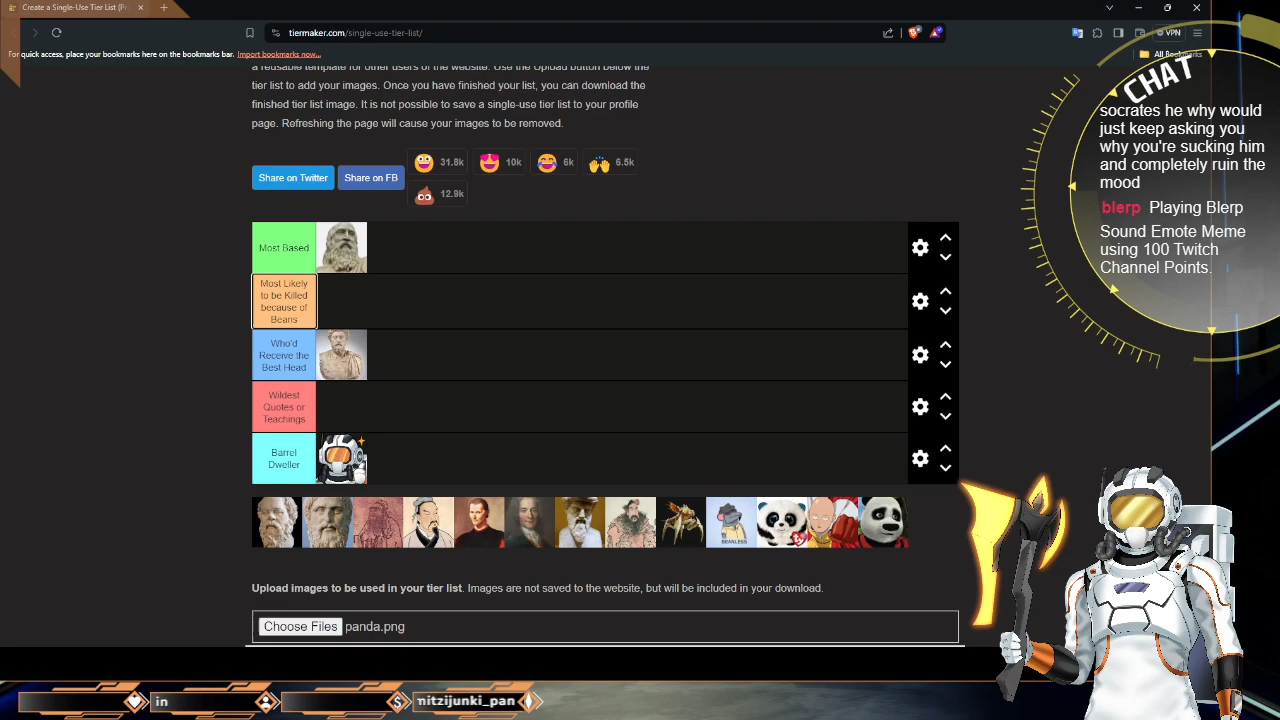 Create a Single-Use Tier List (Pr
tiermaker.com/single-use-tier-list/
VPN
For quick access, place your bookmarks here on the bookmarks bar. Import bookmarks now...
All Bookmarks
a reusable template for other users of the website. Use the Upload button below the
tier list to add your images. Once you have finished your list, you can download the
finished tier list image. It is not possible to save a single-use tier list to your profile
page. Refreshing the page will cause your images to be removed.
31.8k
10k
6k
6.5k
Share on Twitter
Share on FB
12.9k
Most Based
Most Likely
to be Killed
because of
Beans
Who'd
Receive the
Best Head
Wildest
Quotes or
Teachings
Barrel
Dweller
BEANLESS
Upload images to be used in your tier list. Images are not saved to the website, but will be included in your download.
Choose Files panda.png
CHAT
socrates he why would
just keep asking you
why you're sucking him
and completely ruin the
mood
blerp Playing Blerp
Sound Emote Meme
using 100 Twitch
Channel Points.
in
mitzijunki_pan